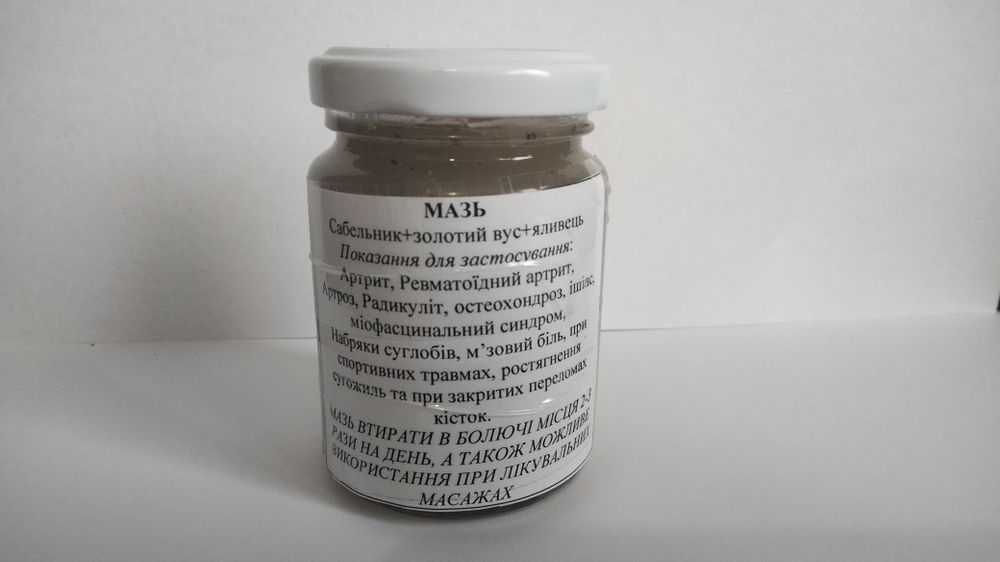 МАЗЬ
Сабельник+золотий вус+яливець
Показання для застосування:
Артрит, Ревматоїдний артрит,
Артроз, Радикуліт, остеохондроз, ішіас,
міофасцинальний синдром,
Набряки суглобів, м’зовий біль, при
спортивних травмах, ростягнення
сугожиль та при закритих переломах
кісток.
МАЗЬ ВТИРАТИ В БОЛЮЧІ МІСЦЯ 2-3
РАЗИ НА ДЕНЬ, А ТАКОЖ МОЖЛИВЕ
ВИКОРИСТАННЯ ПРИ ЛІКУВАЛЬНИХ
МАСАЖАХ